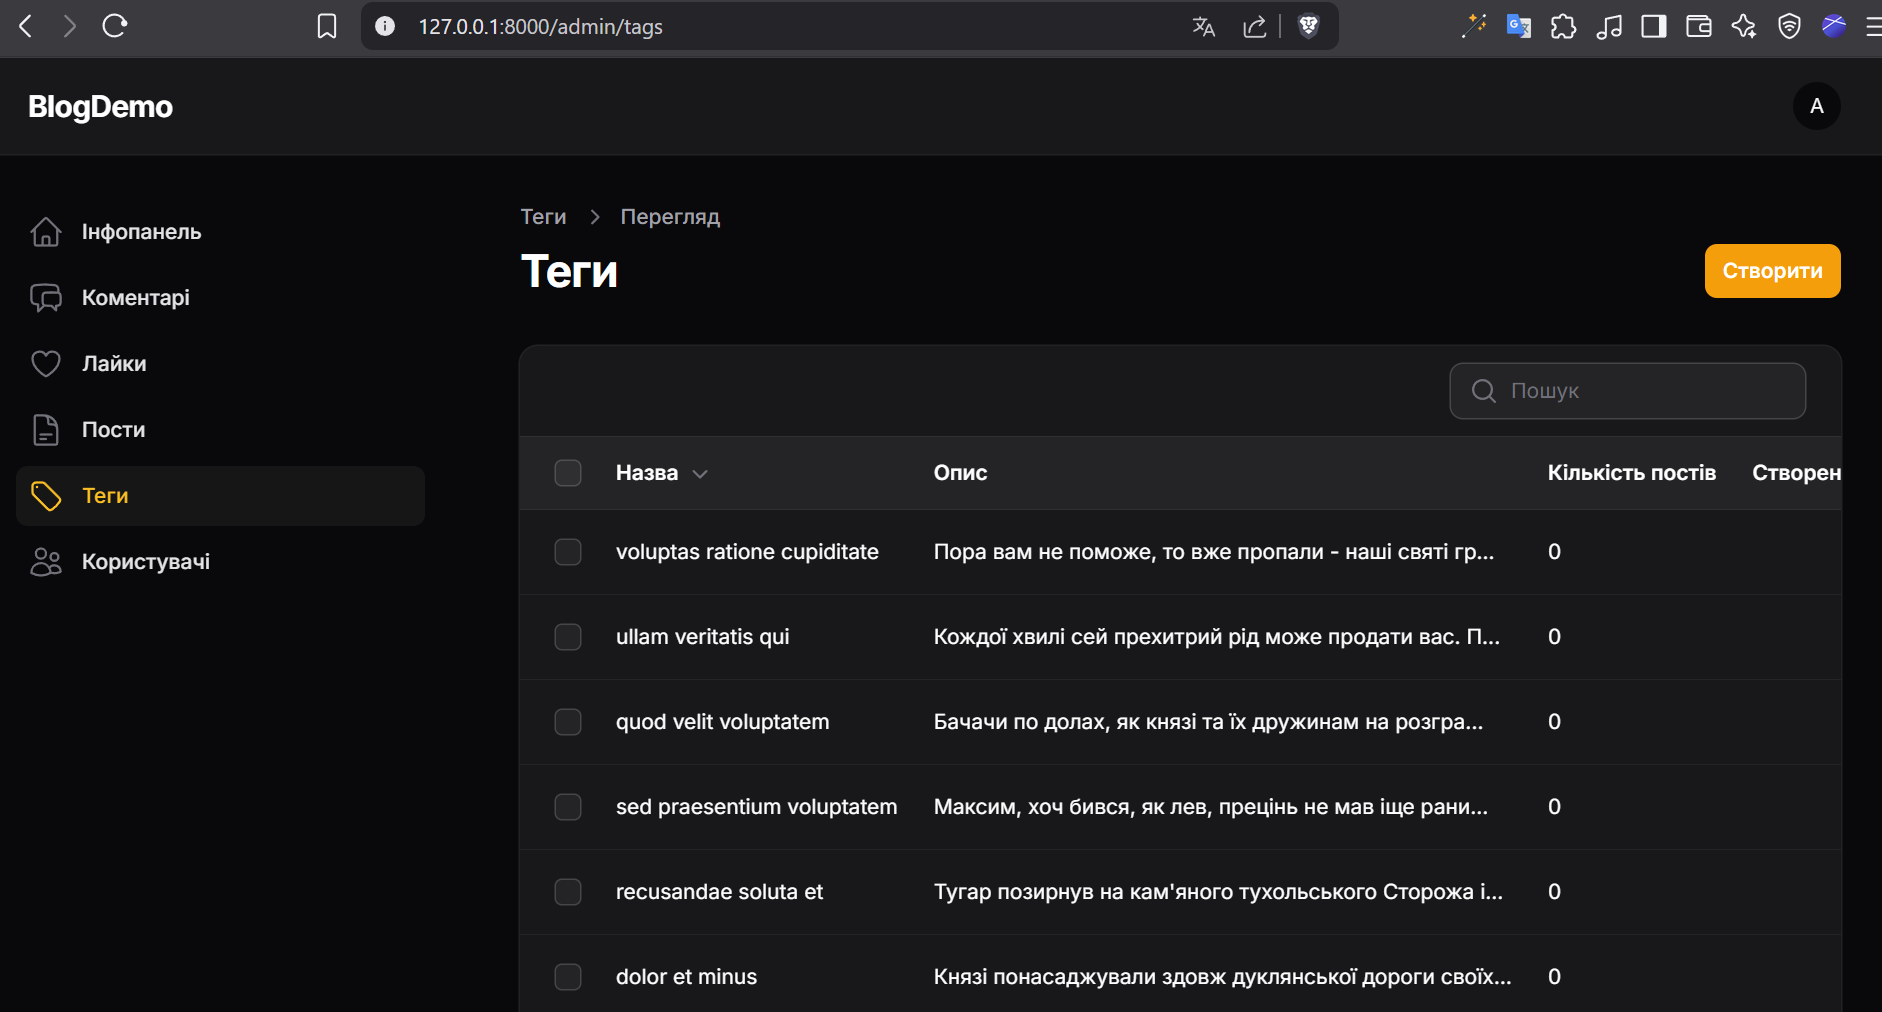 127.0.0.1:8000/admin/tags
BlogDemo
A
Інфопанель
Коментарі
Лайки
Пости
Теги
Користувачі
Теги > Перегляд
Теги
Створити
Пошук
Назва Опис Кількість постів Створен
voluptas ratione cupiditate Пора вам не поможе, то вже пропали - наші святі гр... 0
ullam veritatis qui Кождої хвилі сей прехитрий рід може продати вас. П... 0
quod velit voluptatem Бачачи по долах, як князі та їх дружинам на розгра... 0
sed praesentium voluptatem Максим, хоч бився, як лев, прецінь не мав іще рани... 0
recusandae soluta et Тугар позирнув на кам'яного тухольського Сторожа і... 0
dolor et minus Князі понасаджували здовж дуклянської дороги своїх... 0